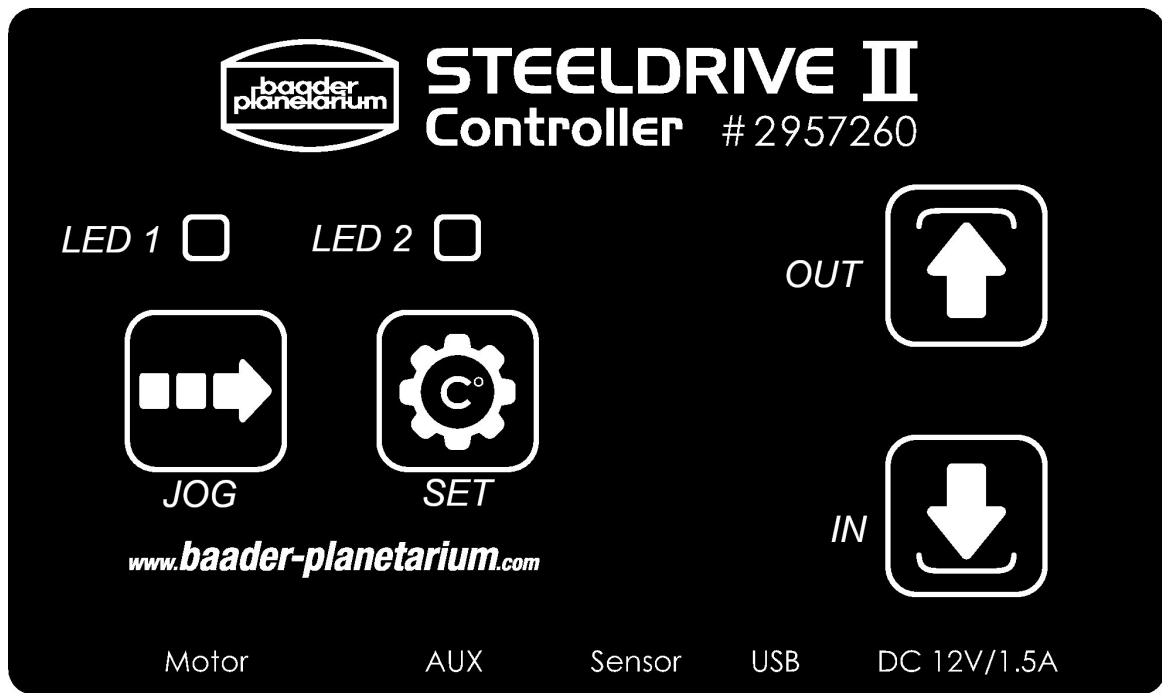 baader planetarium
STEELDRIVE II
Controller #2957260
LED 1 LED 2
OUT
C°
JOG SET
IN
www.baader-planetarium.com
Motor AUX Sensor USB DC 12V/1.5A